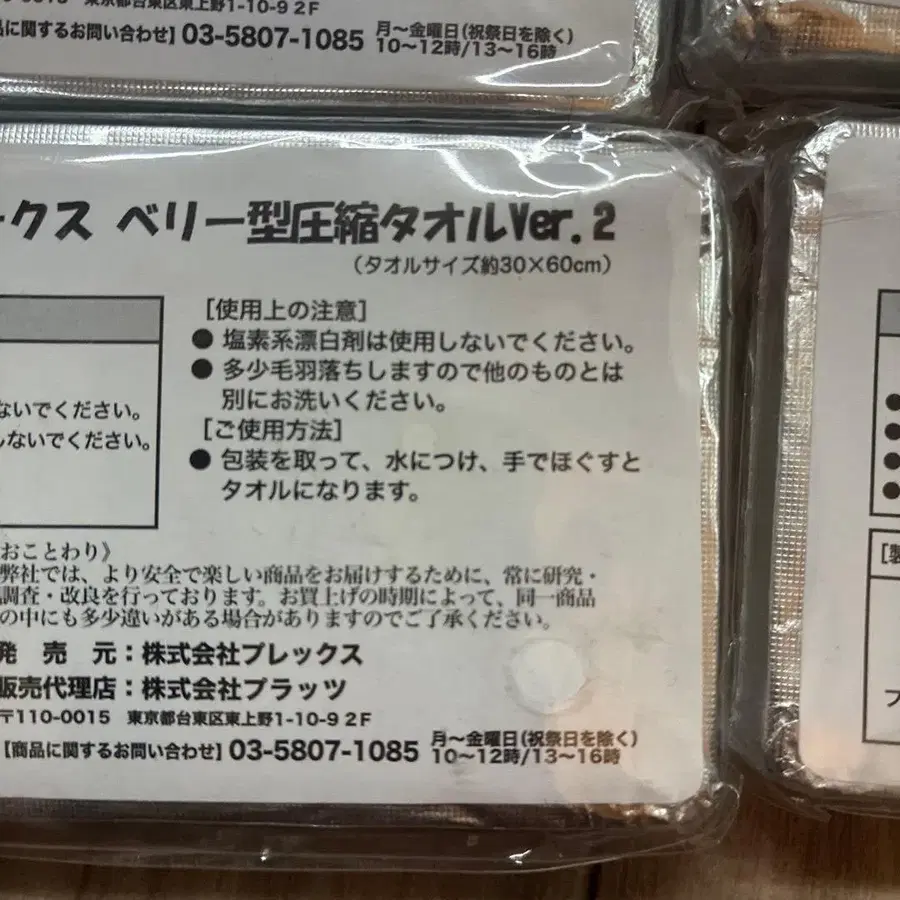 東京都台東区東上野1-10-9 2F
品に関するお問い合わせ】03-5807-1085 月〜金曜日(祝祭日を除く)
10〜12時/13〜16時
ークス ベリー型圧縮タオルVer.2
(タオルサイズ約30×60cm)
[使用上の注意]
● 塩素系漂白剤は使用しないでください。
● 多少毛羽落ちしますので他のものとは
別にお洗いください。
[ご使用方法]
● 包装を取って、水につけ、手でほぐすと
タオルになります。
ないでください。
しないでください。
おことわり》
弊社では、より安全で楽しい商品をお届けするために、常に研究・
調査・改良を行っております。お買上げの時期によって、同一商品
の中にも多少違いがある場合がありますのでご了承ください。
発売元:株式会社プレックス
販売代理店:株式会社プラッツ
〒110-0015 東京都台東区東上野1-10-9 2F
【商品に関するお問い合わせ】03-5807-1085 月〜金曜日(祝祭日を除く)
10〜12時/13〜16時
●
●
●
●
[製
プ